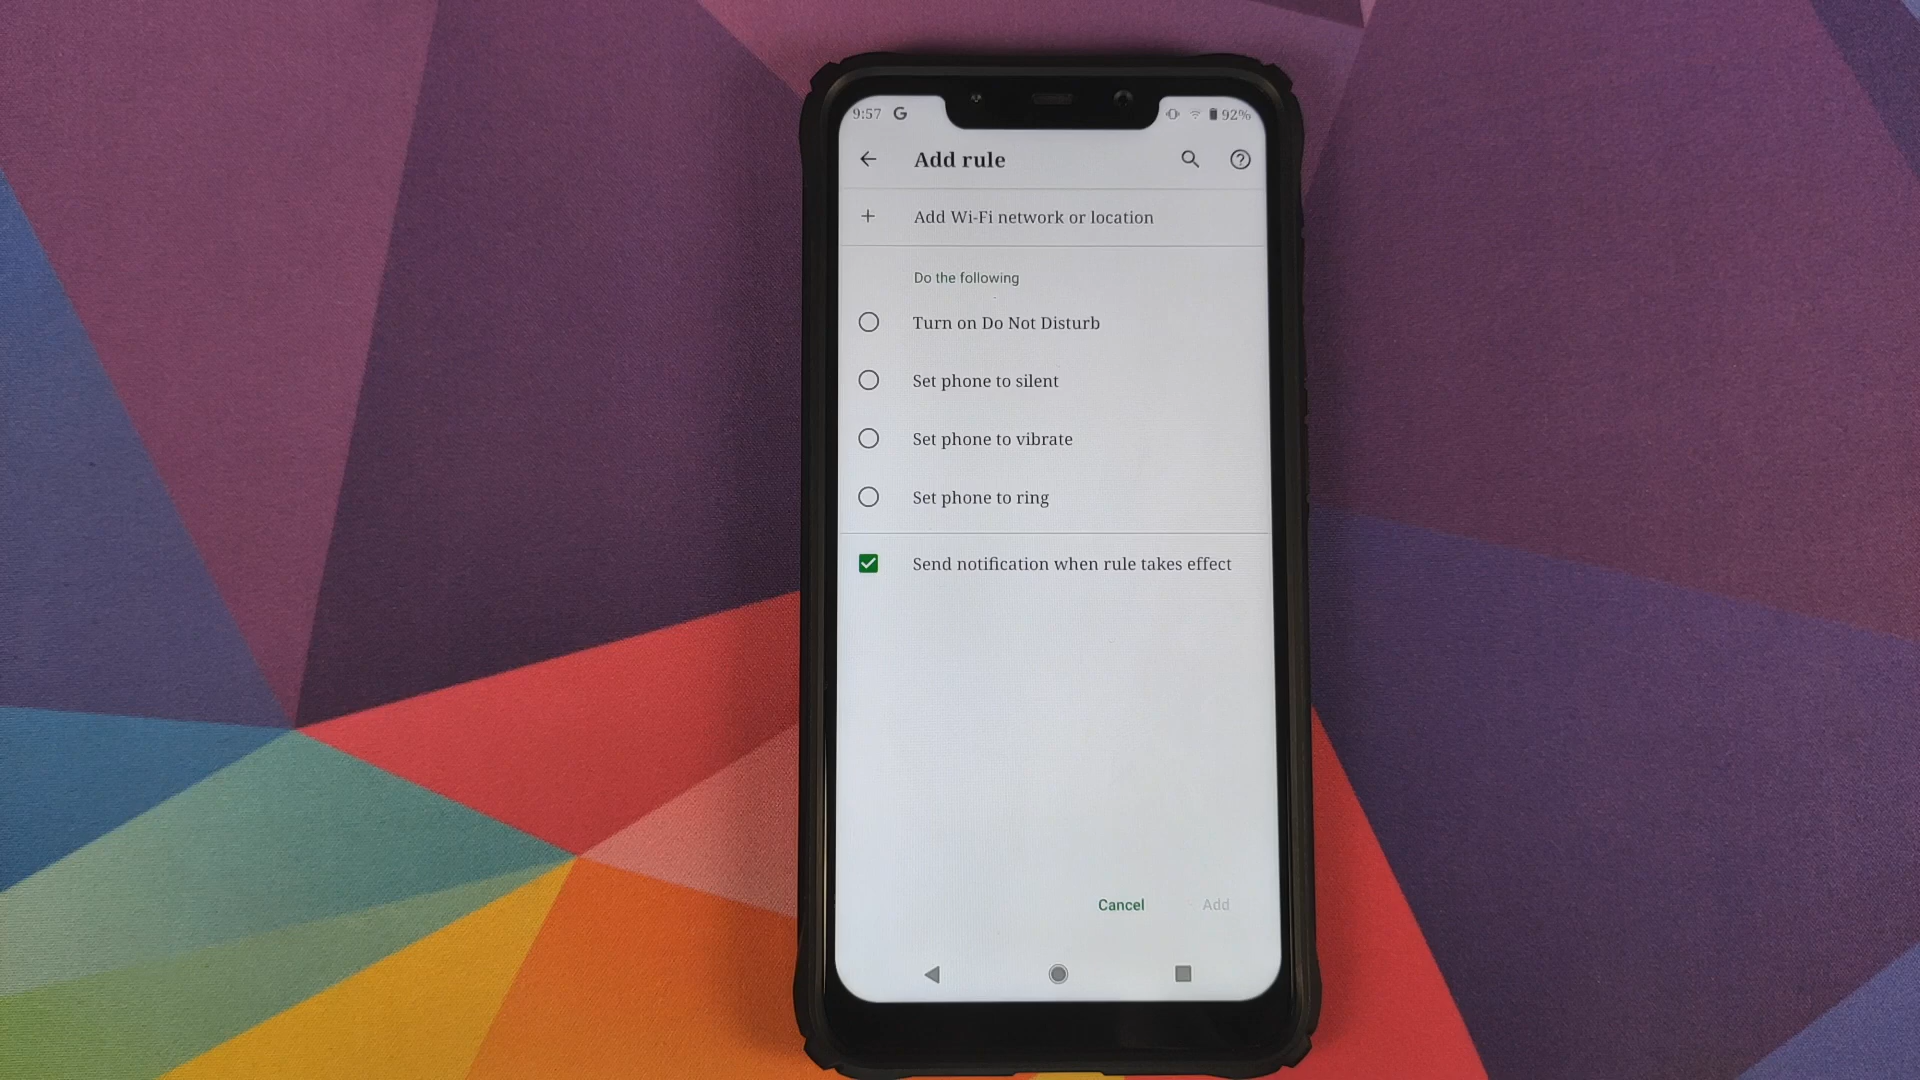 9:57 G 92%
Add rule
Add Wi-Fi network or location
Do the following
Turn on Do Not Disturb
Set phone to silent
Set phone to vibrate
Set phone to ring
Send notification when rule takes effect
Cancel Add